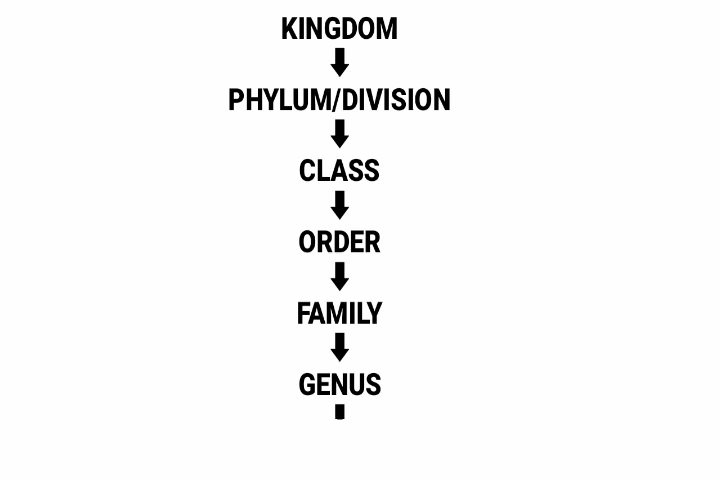 KINGDOM
PHYLUM/DIVISION
CLASS
ORDER
FAMILY
GENUS